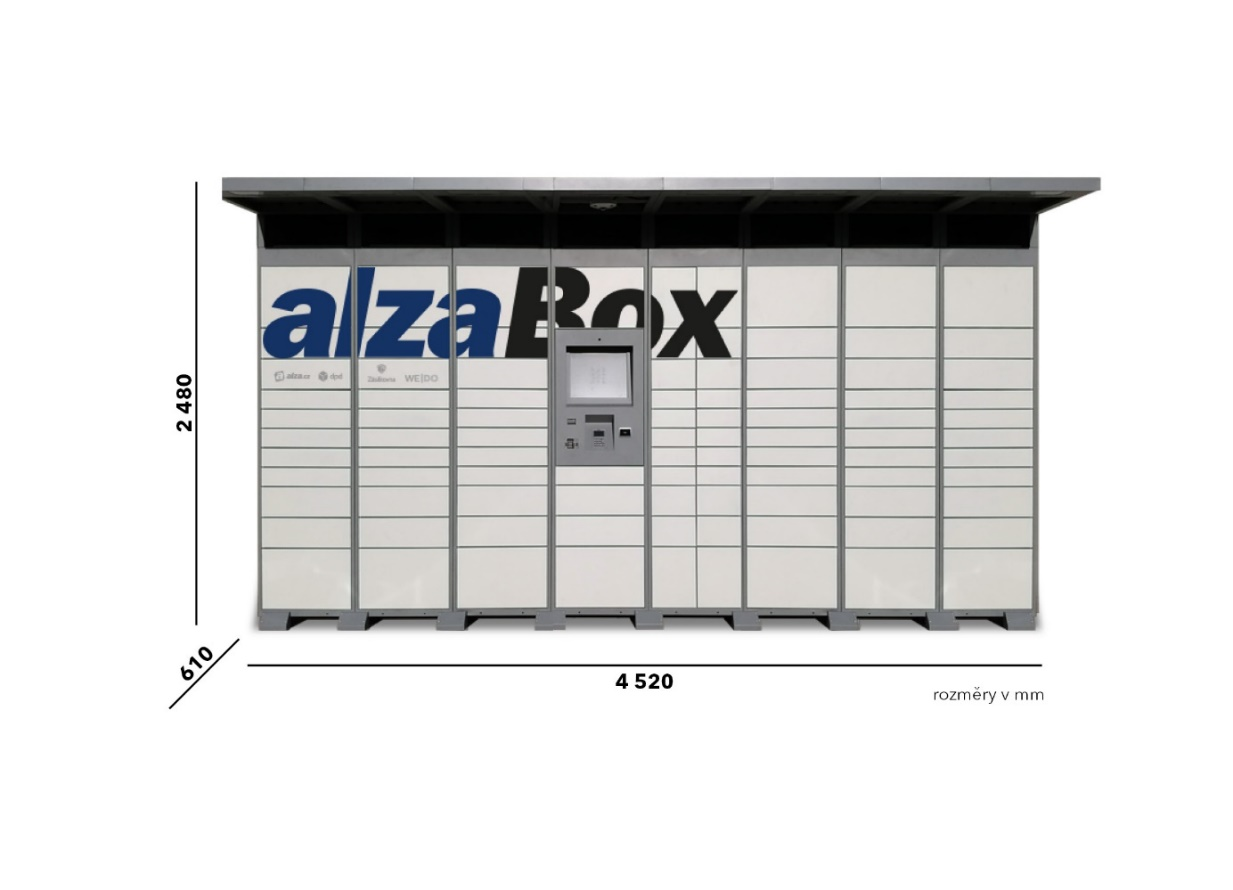 alzaBox
alza.cz dpd Zásilkovna WE|DO
2 480
610
4 520
rozměry v mm